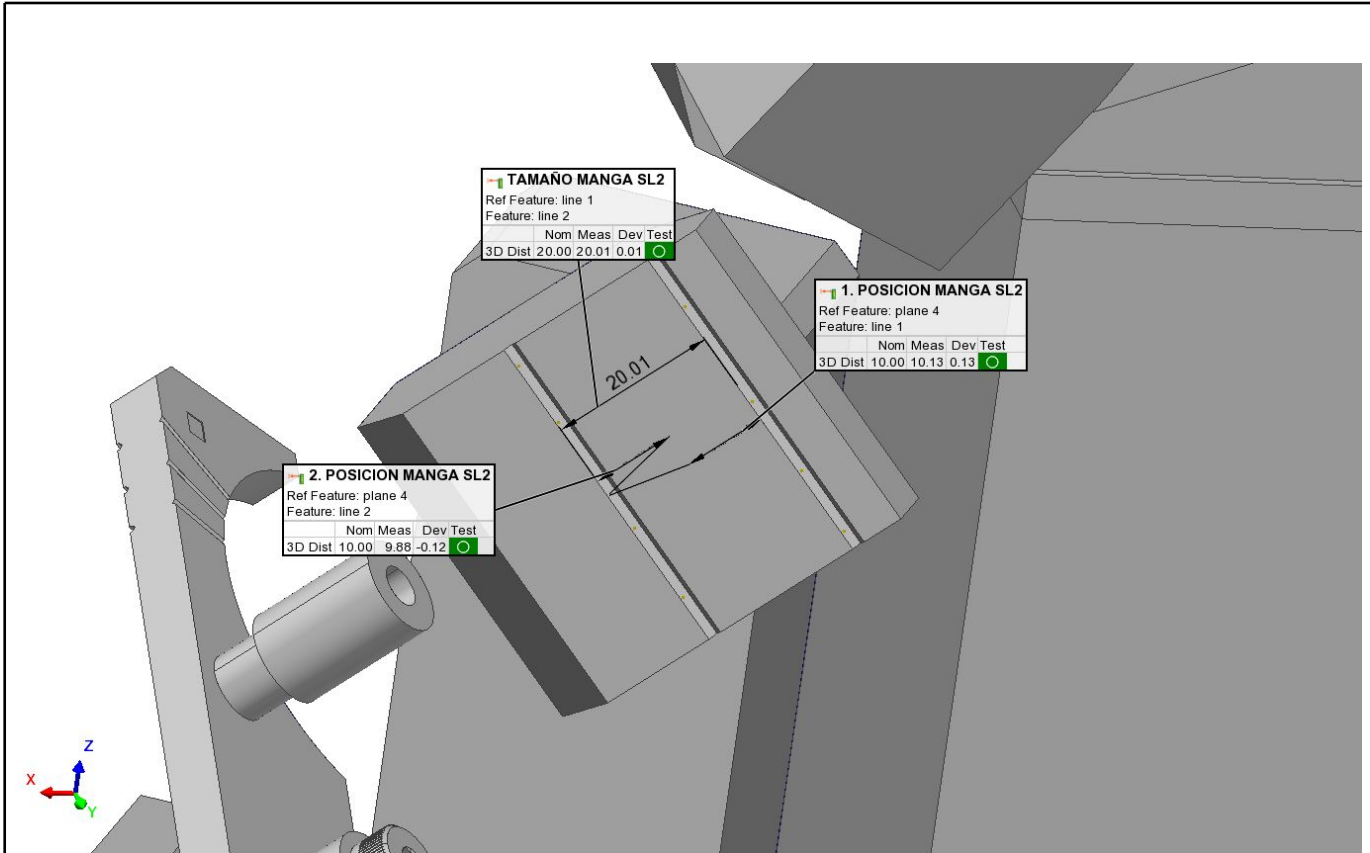 TAMAÑO MANGA SL2
Ref Feature: line 1
Feature: line 2
Nom Meas Dev Test
3D Dist 20.00 20.01 0.01
1. POSICION MANGA SL2
Ref Feature: plane 4
Feature: line 1
Nom Meas Dev Test
3D Dist 10.00 10.13 0.13
20.01
2. POSICION MANGA SL2
Ref Feature: plane 4
Feature: line 2
Nom Meas Dev Test
3D Dist 10.00 9.88 -0.12
Z
X
Y